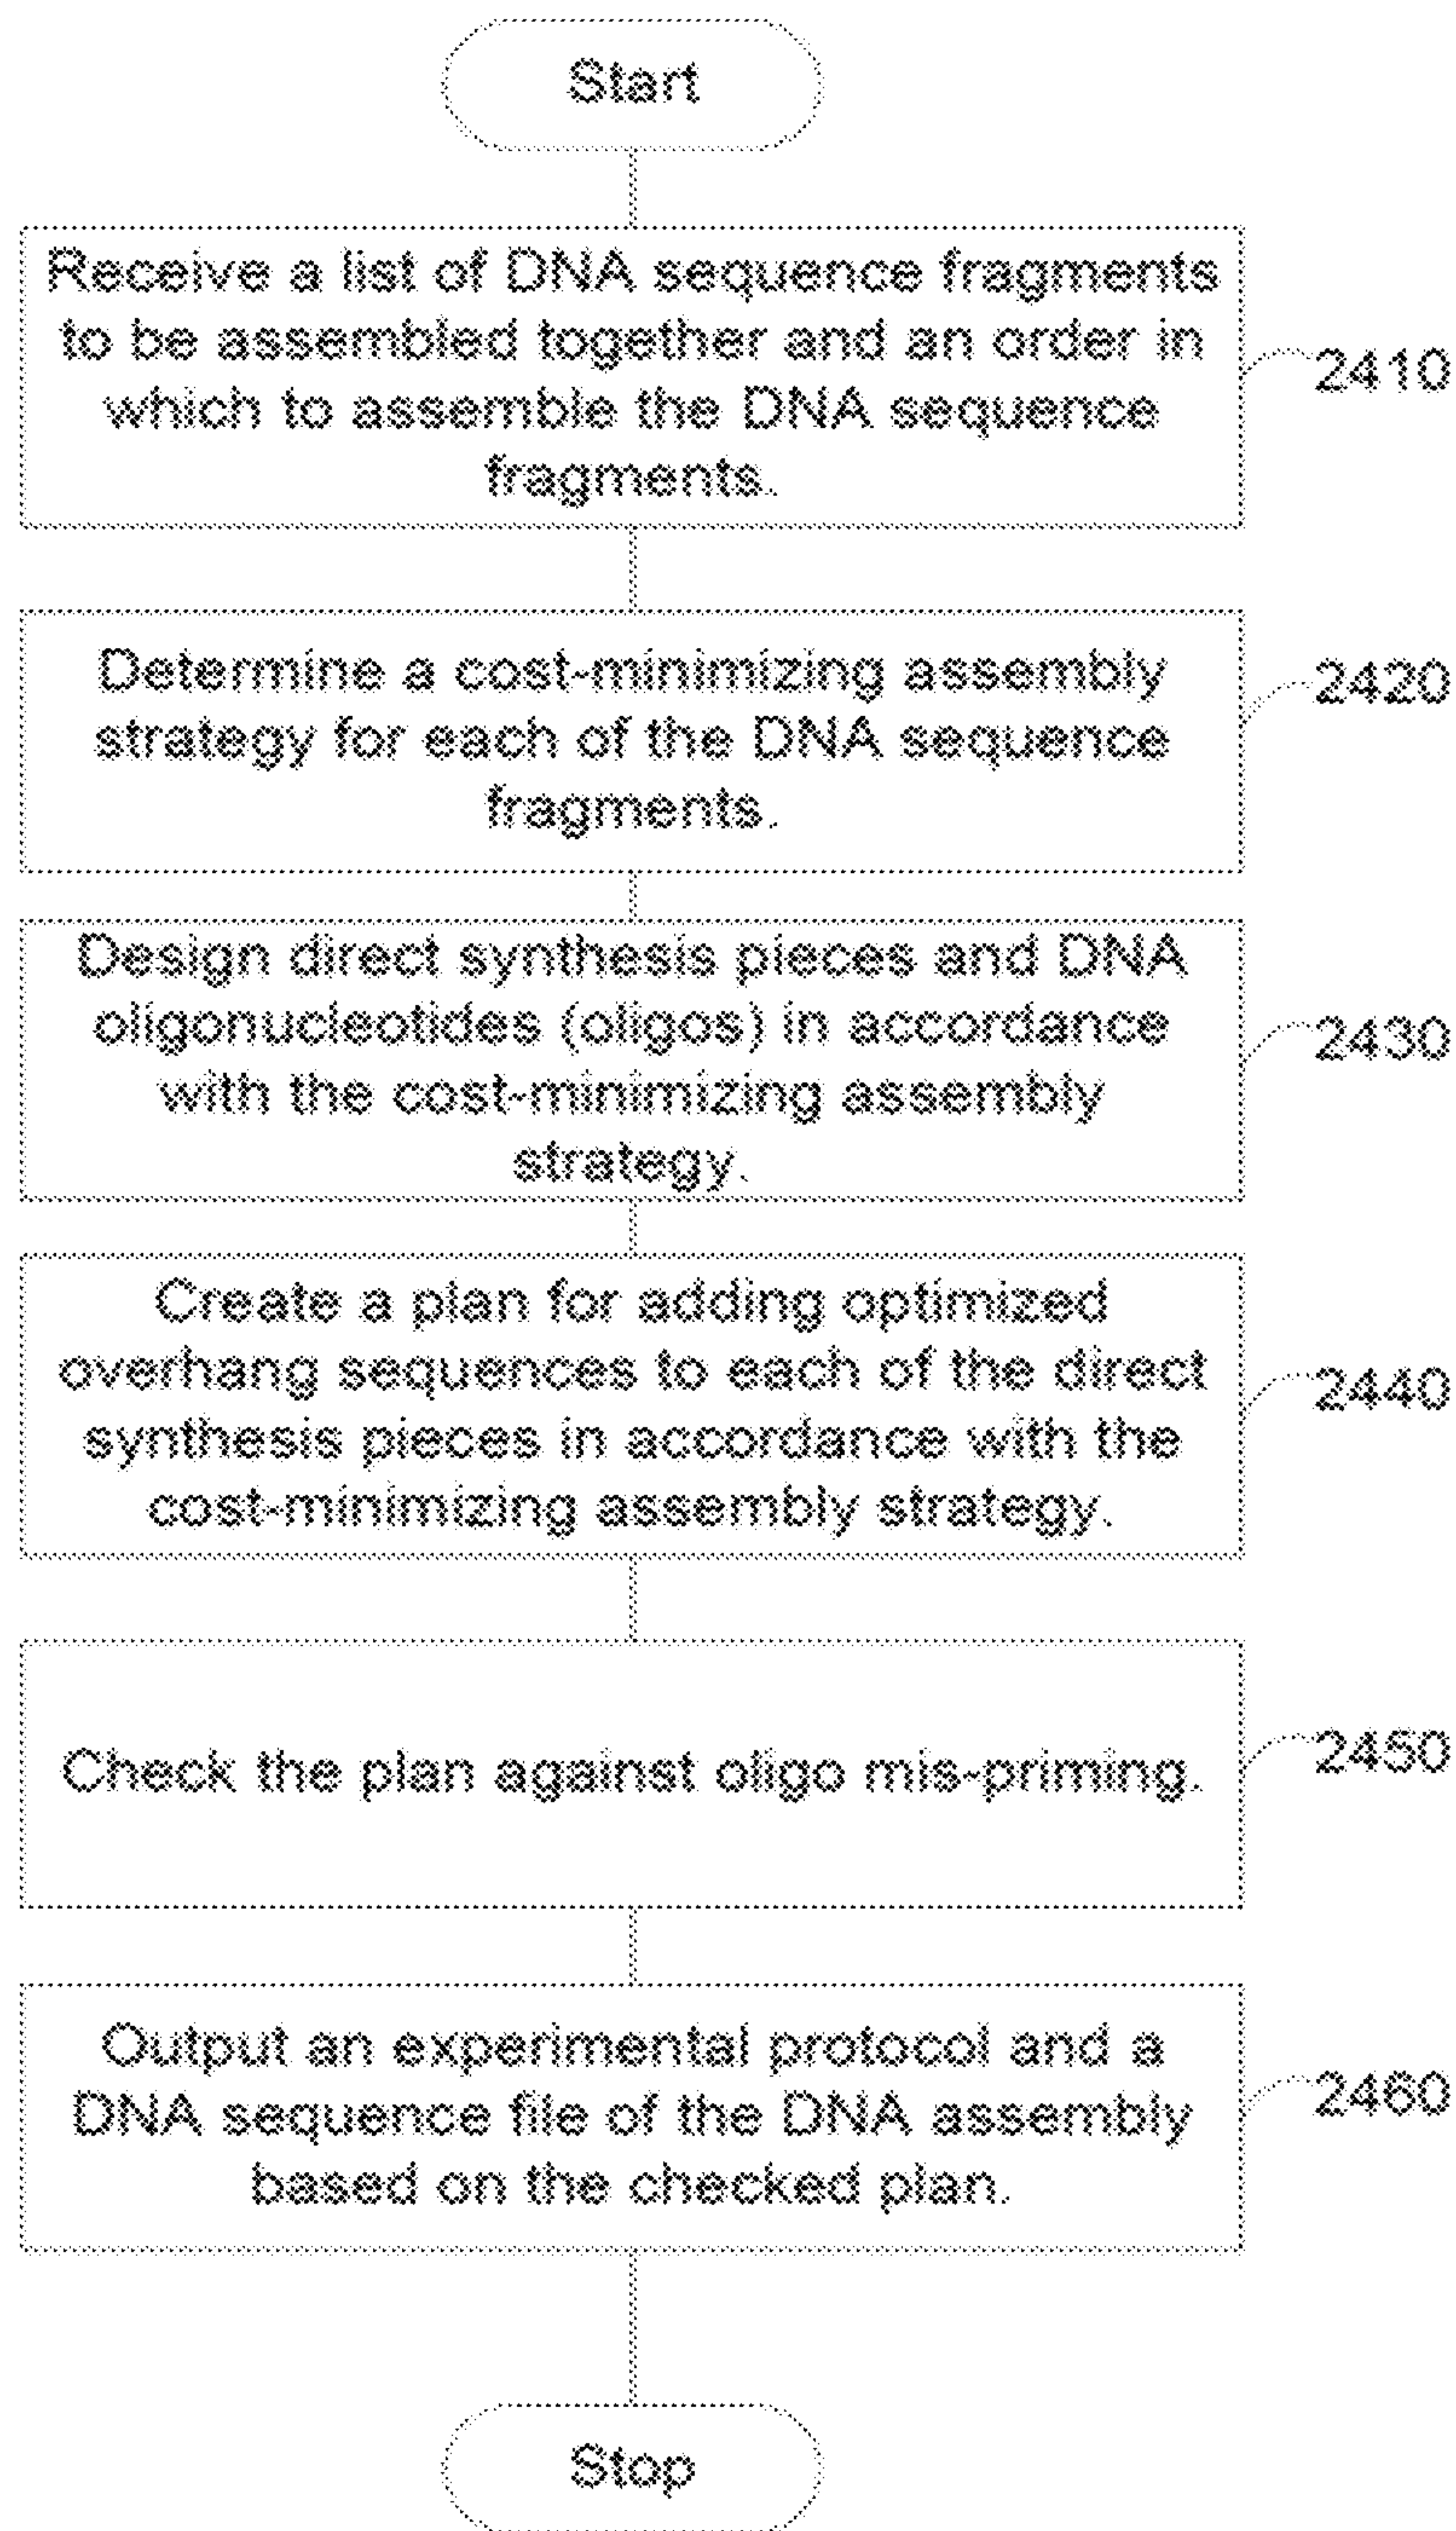 Start
Receive a list of DNA sequence fragments
to be assembled together and an order in
which to assemble the DNA sequence
fragments.
2410
Determine a cost-minimizing assembly
strategy for each of the DNA sequence
fragments.
2420
Design direct synthesis pieces and DNA
oligonucleotides (oligos) in accordance
with the cost-minimizing assembly
strategy.
2430
Create a plan for adding optimized
overhang sequences to each of the direct
synthesis pieces in accordance with the
cost-minimizing assembly strategy.
2440
Check the plan against oligo mis-priming.
2450
Output an experimental protocol and a
DNA sequence file of the DNA assembly
based on the checked plan.
2460
Stop